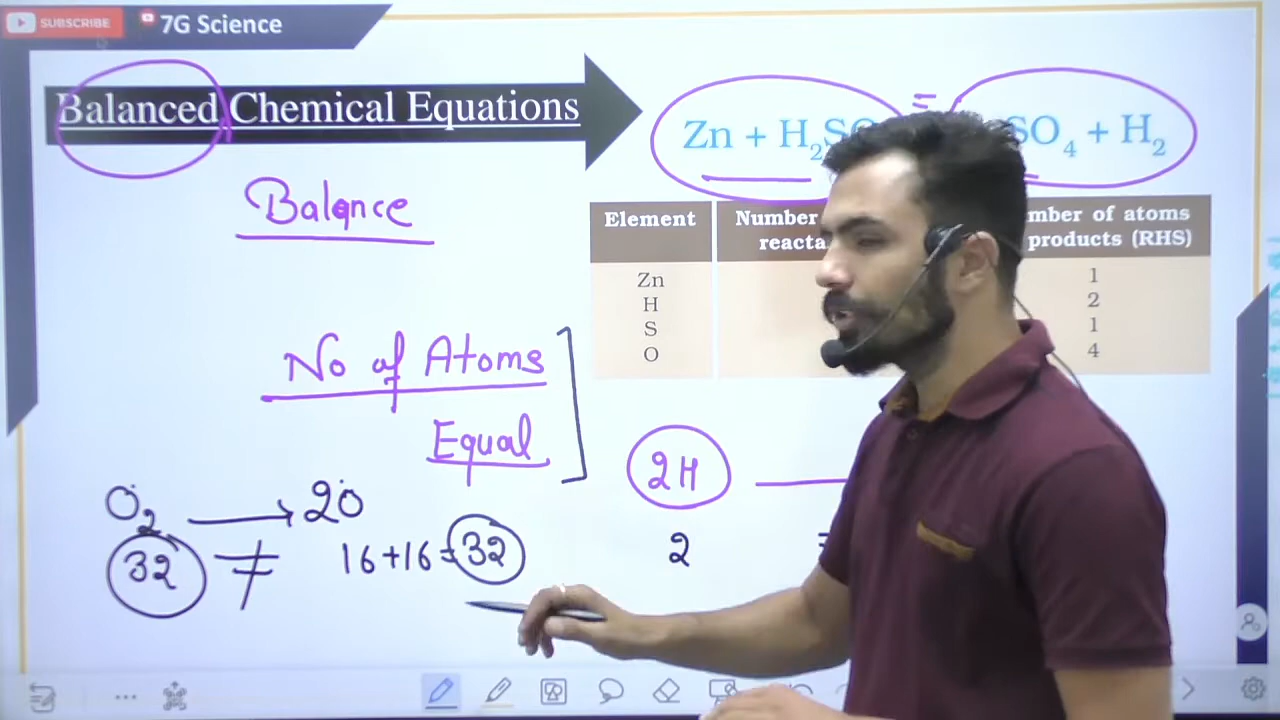 SUBSCRIBE
7G Science
Balanced Chemical Equations
Zn + H2S
=
SO4 + H2
Balance
Element
Number
reacta
mber of atoms
products (RHS)
Zn
1
H
2
S
1
O
4
No of Atoms
Equal
2H
O2 → 2O
32 ≠ 16+16=32
2